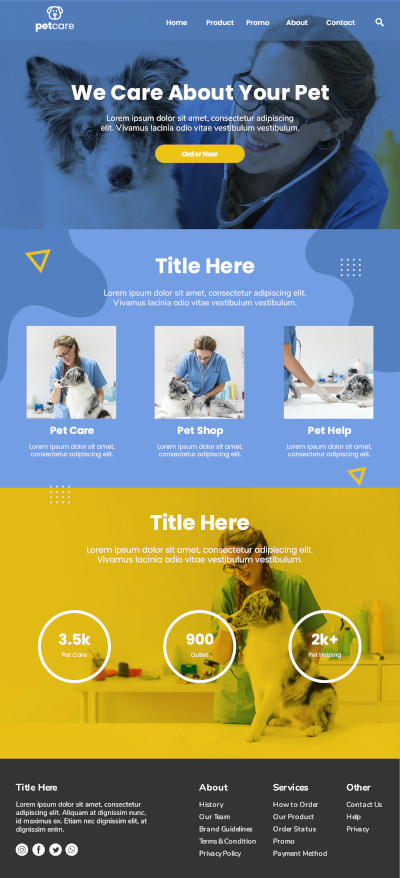 petcare
Home Product Promo About Contact
We Care About Your Pet
Lorem ipsum dolor sit amet, consectetur adipiscing
elit. Vivamus lacinia odio vitae vestibulum vestibulum.
Order Now
Title Here
Lorem ipsum dolor sit amet, consectetur adipiscing elit.
Vivamus lacinia odio vitae vestibulum vestibulum.
Pet Care
Lorem ipsum dolor sit amet,
consectetur adipiscing elit.
Pet Shop
Lorem ipsum dolor sit amet,
consectetur adipiscing elit.
Pet Help
Lorem ipsum dolor sit amet,
consectetur adipiscing elit.
Title Here
Lorem ipsum dolor sit amet, consectetur adipiscing elit.
Vivamus lacinia odio vitae vestibulum vestibulum.
3.5k
Pet Care
900
Outlet
2k+
Pet Helping
Title Here
Lorem ipsum dolor sit amet, consectetur
adipiscing elit. Aliquam at dignissim nunc,
id maximus ex. Etiam nec dignissim elit, at
dignissim enim.
About
History
Our Team
Brand Guidelines
Terms & Condition
Privacy Policy
Services
How to Order
Our Product
Order Status
Promo
Payment Method
Other
Contact Us
Help
Privacy